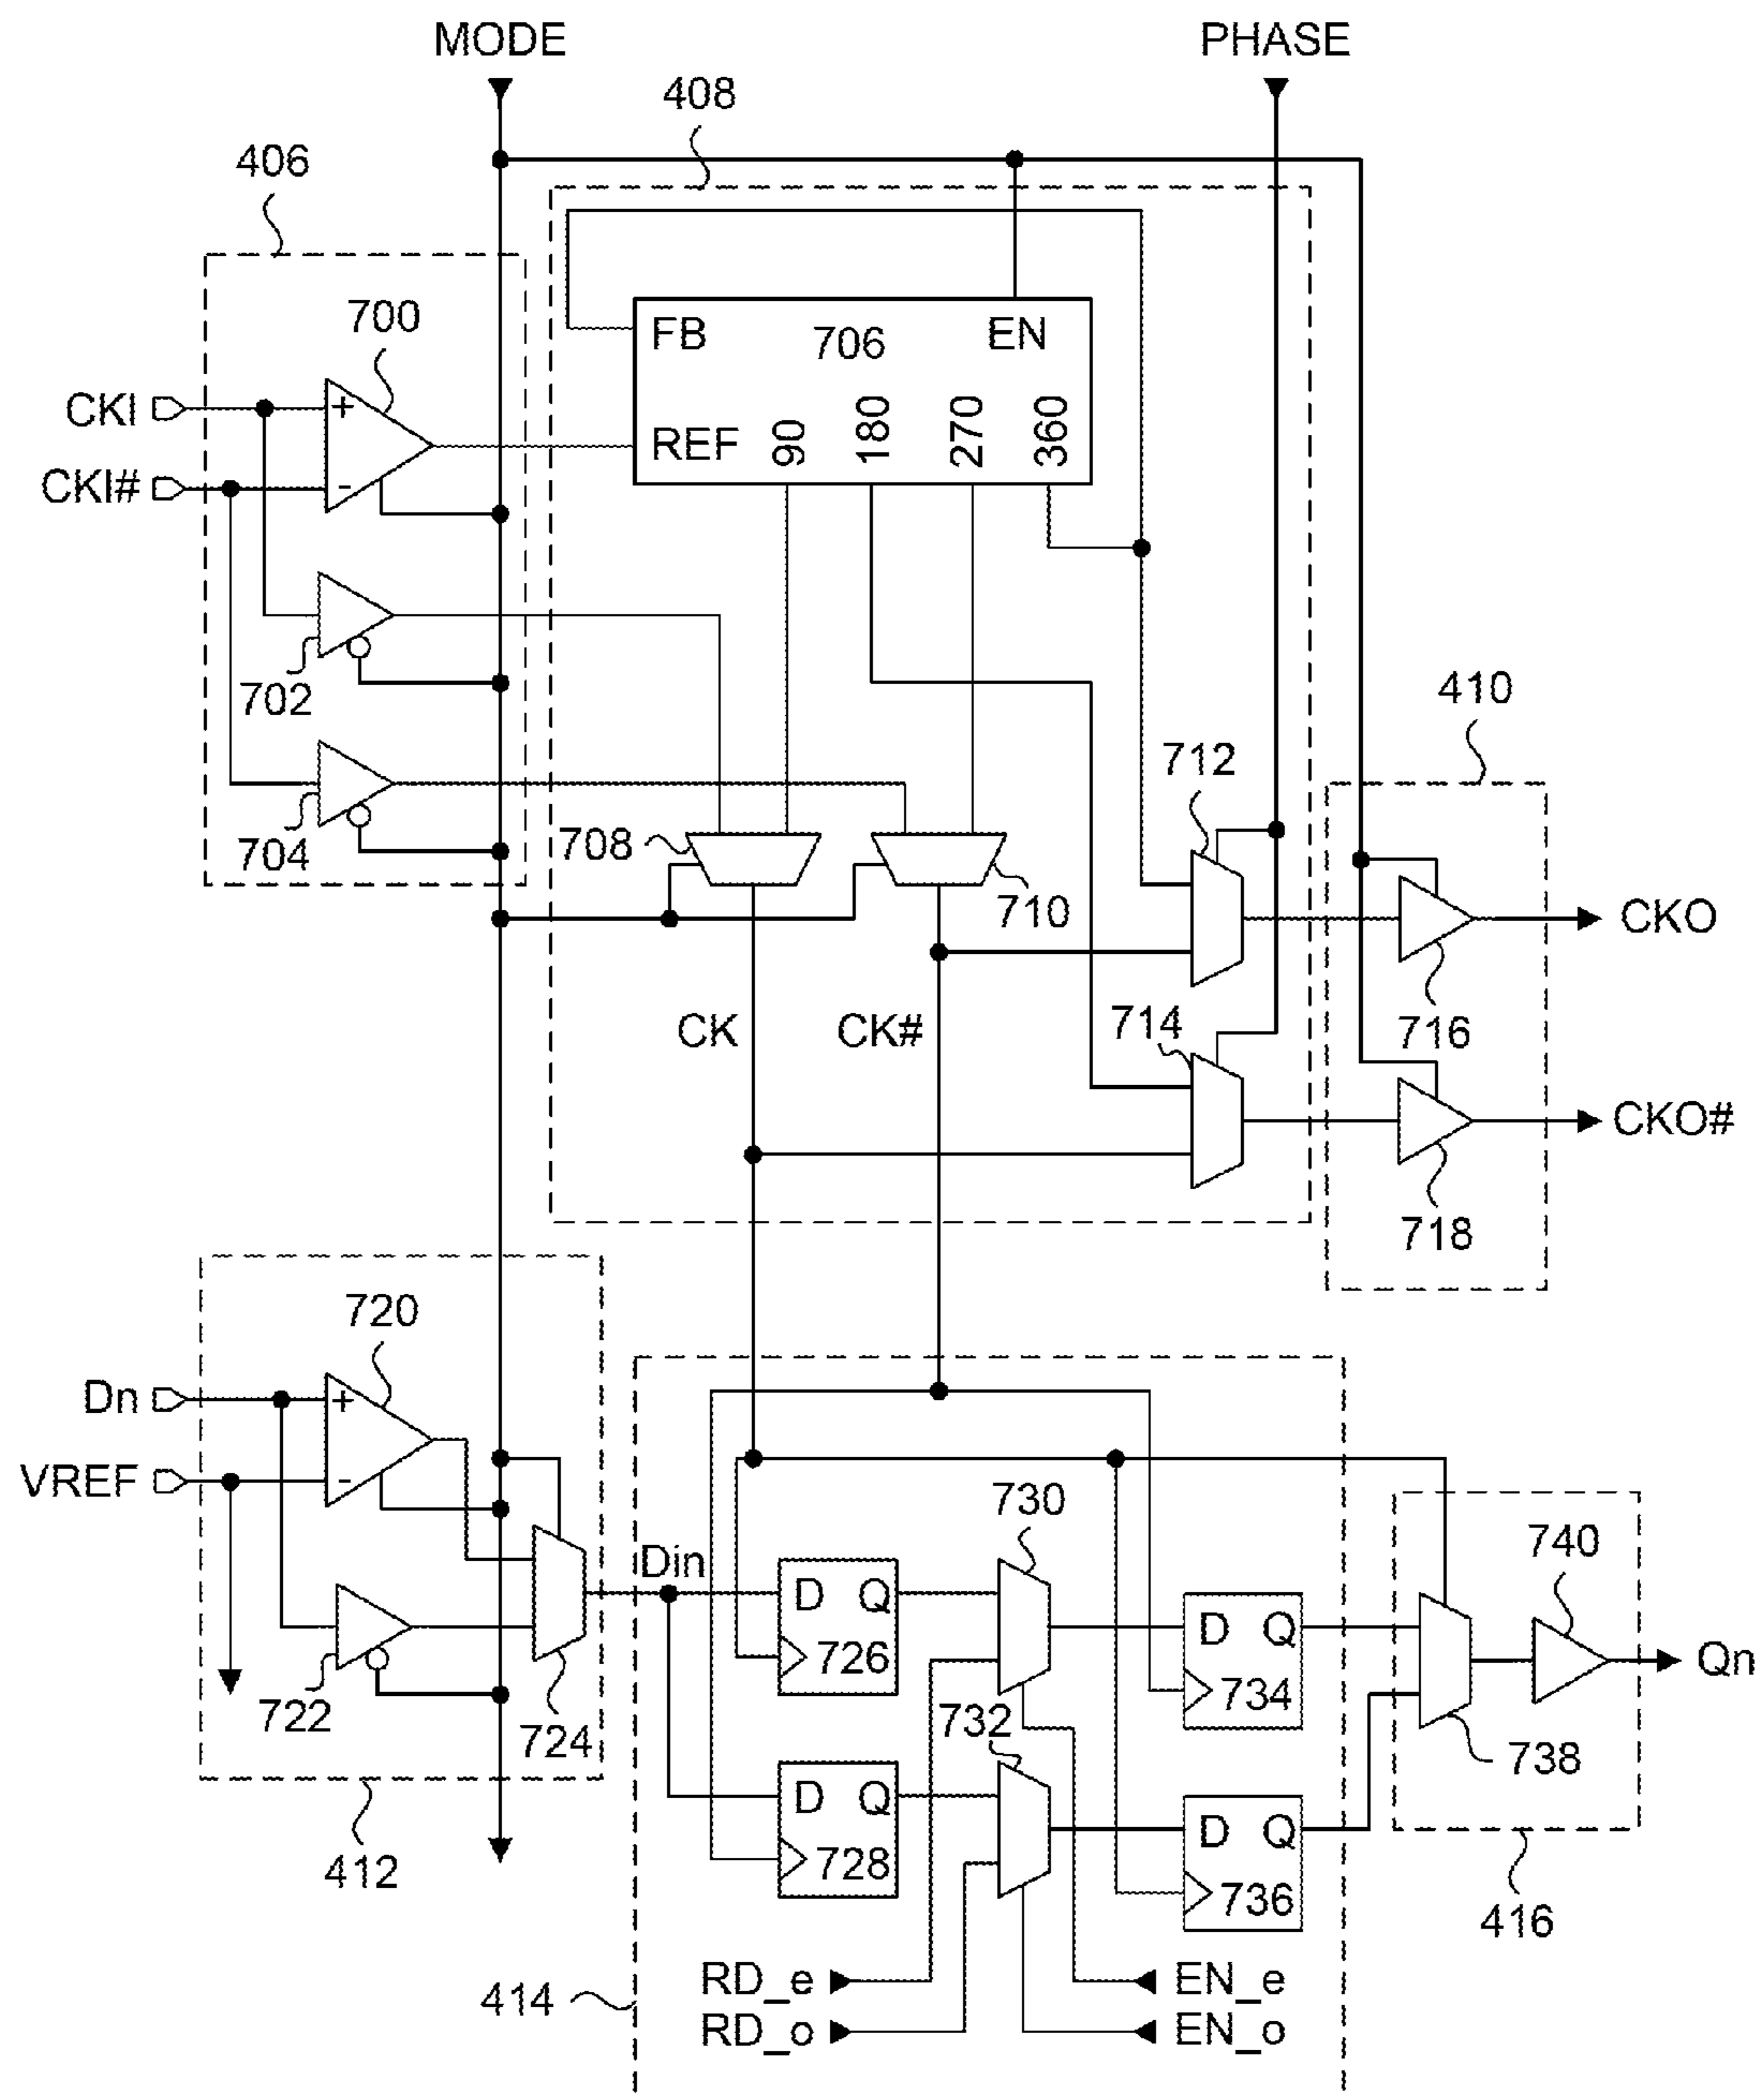 MODE
PHASE
408
406
700
FB
706
EN
CKI
+
REF
90
180
270
360
CKI#
-
702
410
712
704
708
710
CKO
CK
CK#
714
716
CKO#
718
720
Dn
+
VREF
-
730
740
Din
D
Q
726
D
Q
734
Qn
722
724
732
738
D
Q
728
D
Q
736
412
416
RD_e
EN_e
414
RD_o
EN_o